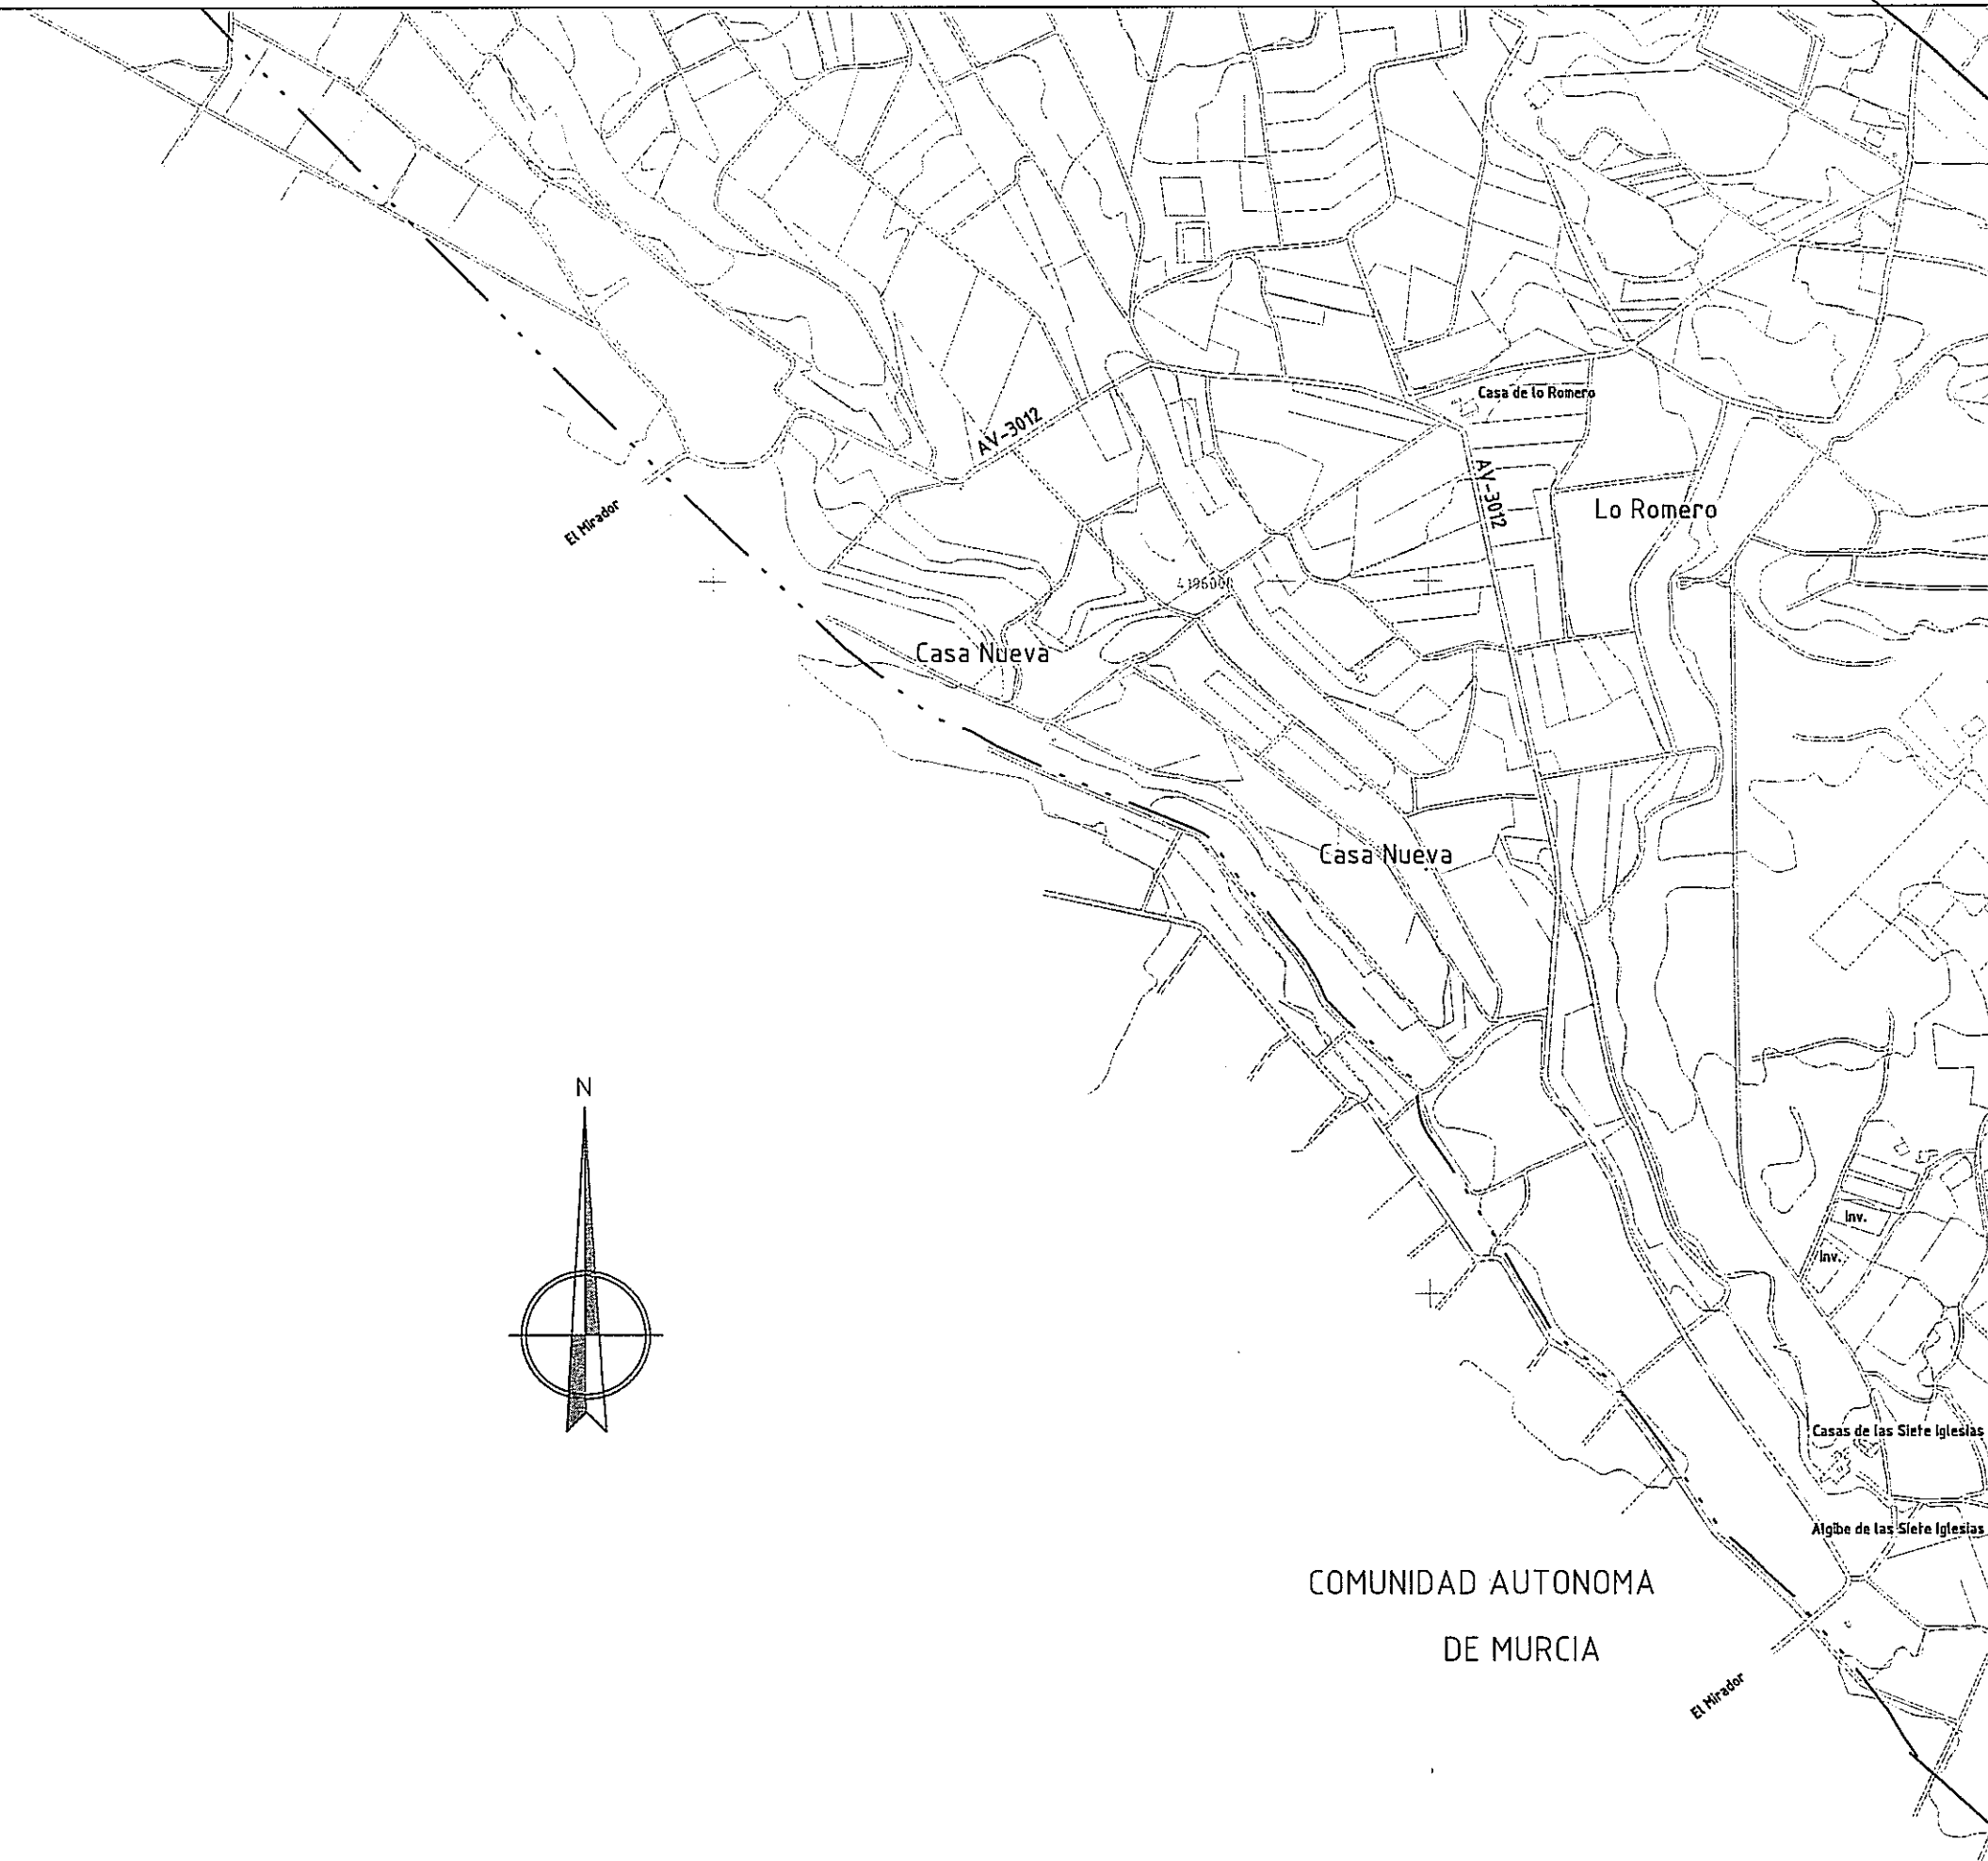 Casa de lo Romero
AV-3012
AV-3012
Lo Romero
El Mirador
Casa Nueva
Casa Nueva
N
Inv.
Inv.
Casas de las Siete Iglesias
Algibe de las Siete Iglesias
COMUNIDAD AUTONOMA
DE MURCIA
El Mirador